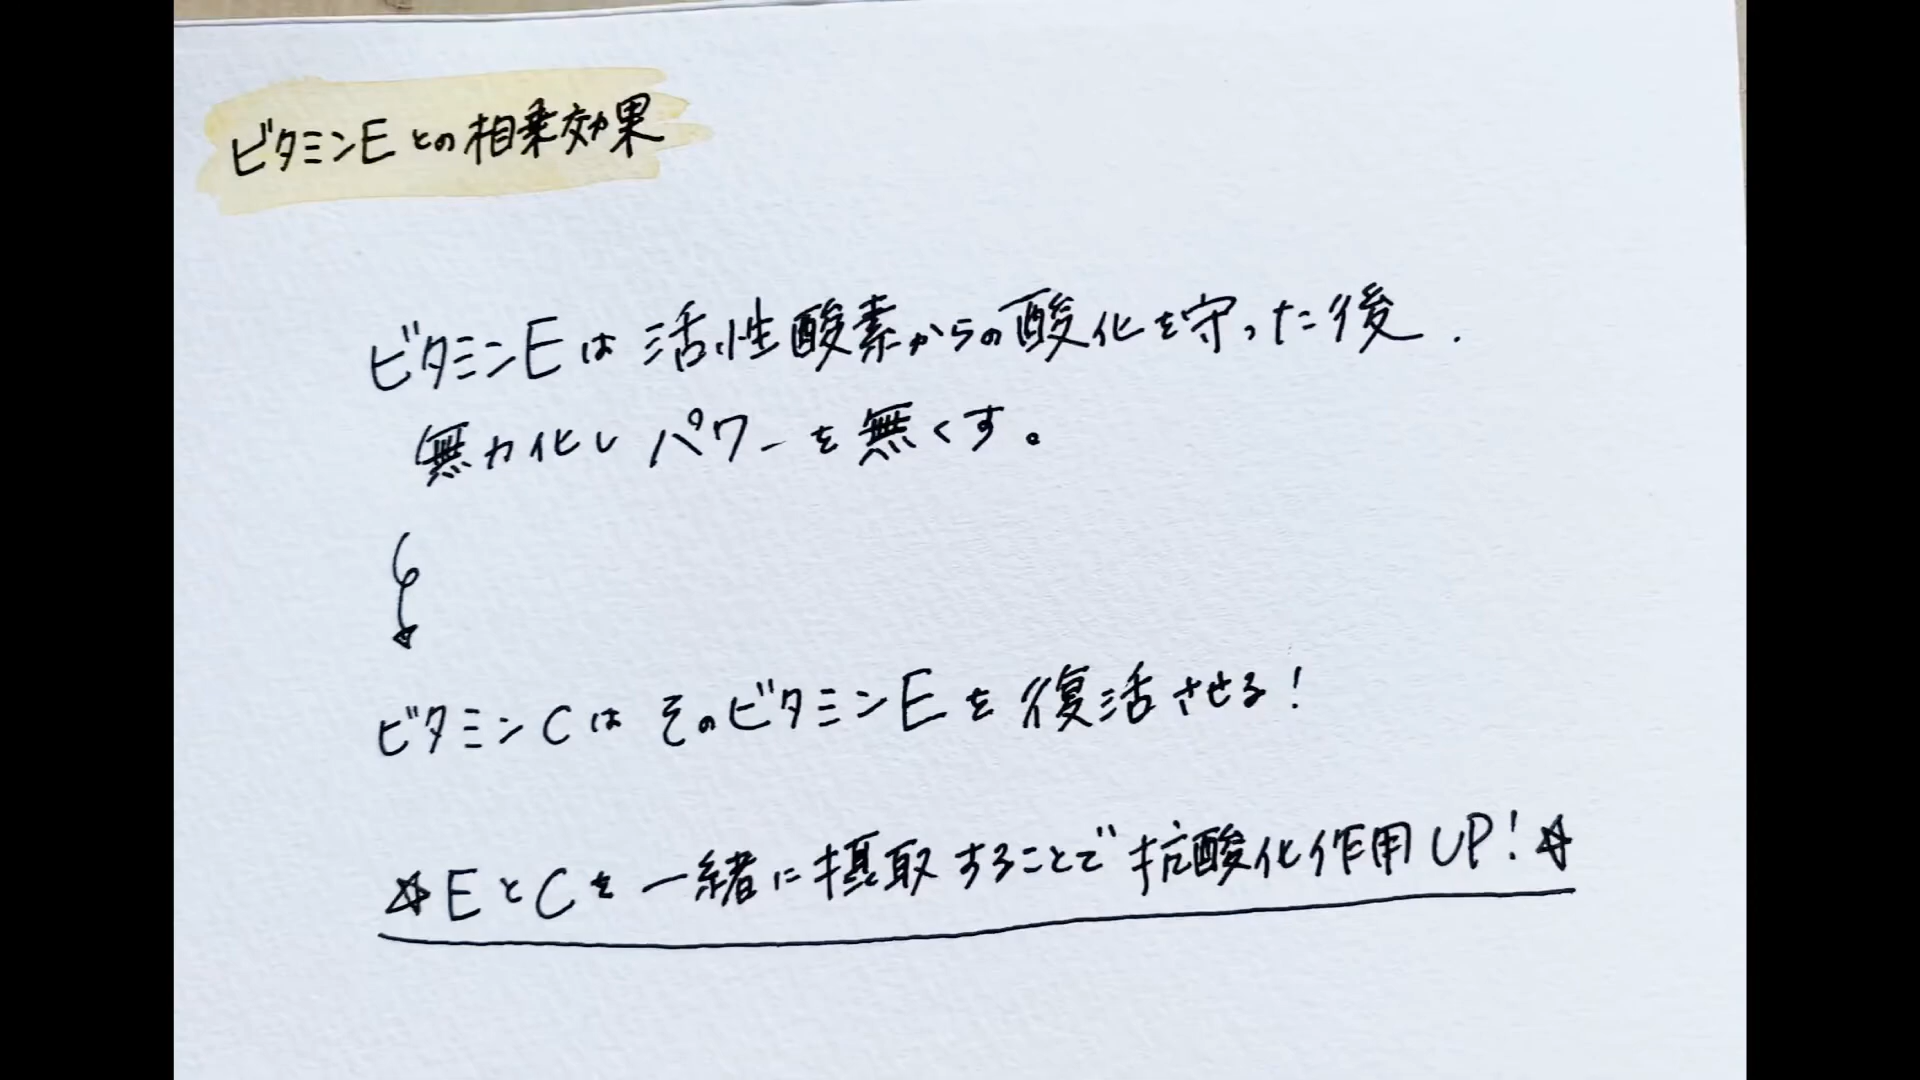 ビタミンEとの相乗効果
ビタミンEは活性酸素からの酸化を守った後.
無力化しパワーを無くす。
ビタミンCはそのビタミンEを復活させる!
☆EとCを一緒に摂取することで抗酸化作用UP!☆